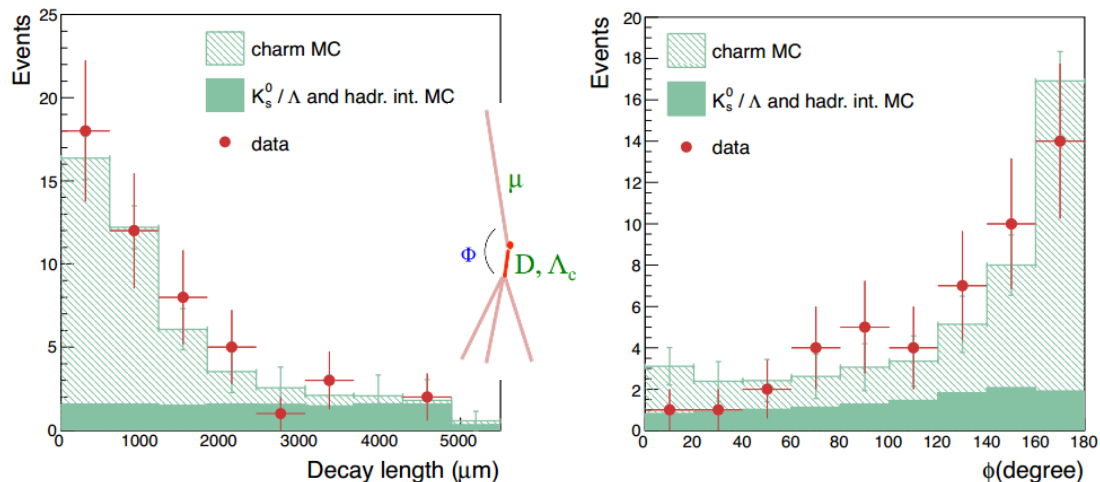 Events
25
20
15
10
5
0
charm MC
K⁰ₛ / Λ and hadr. int. MC
data
μ
Φ
D, Λ_c
0 1000 2000 3000 4000 5000
Decay length (μm)
Events
20
18
16
14
12
10
8
6
4
2
0
charm MC
K⁰ₛ / Λ and hadr. int. MC
data
0 20 40 60 80 100 120 140 160 180
ϕ(degree)